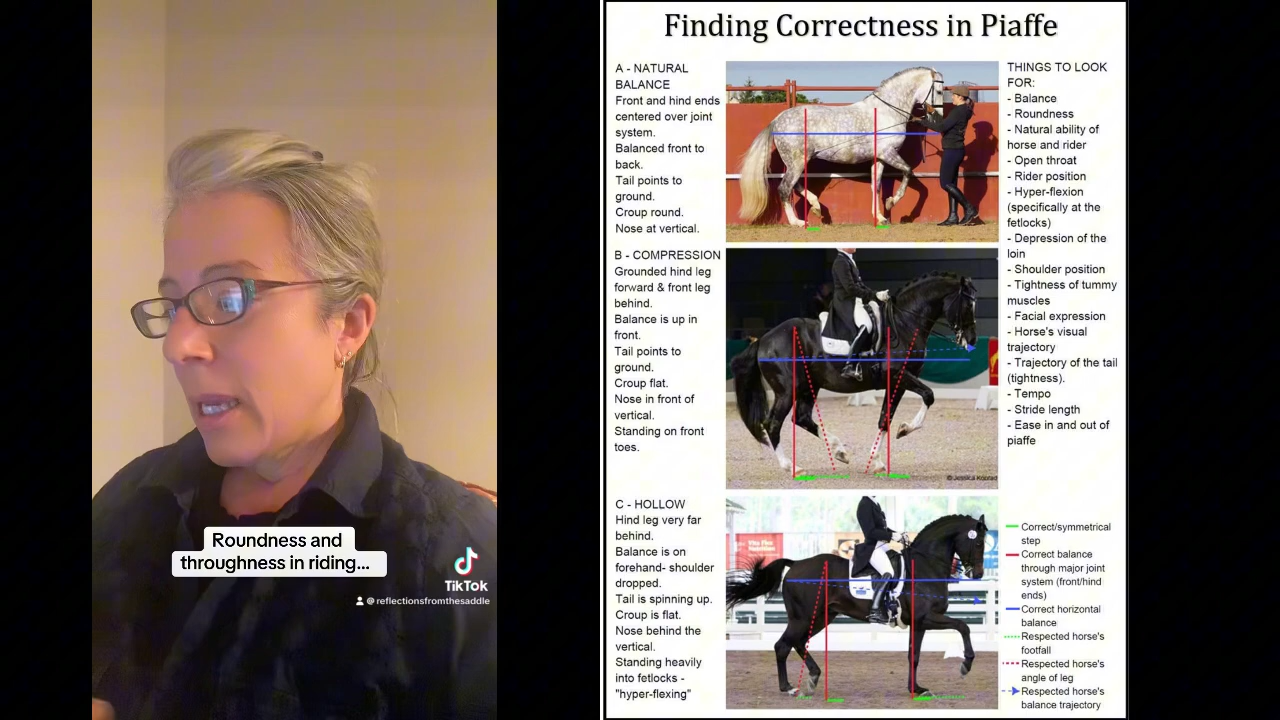 Roundness and
throughness in riding...
TikTok
@reflectionsfromthesaddle
Finding Correctness in Piaffe
A - NATURAL
BALANCE
Front and hind ends
centered over joint
system.
Balanced front to
back.
Tail points to
ground.
Croup round.
Nose at vertical.
B - COMPRESSION
Grounded hind leg
forward & front leg
behind.
Balance is up in
front.
Tail points to
ground.
Croup flat.
Nose in front of
vertical.
Standing on front
toes.
© Jessica Konrad
C - HOLLOW
Hind leg very far
behind.
Balance is on
forehand- shoulder
dropped.
Tail is spinning up.
Croup is flat.
Nose behind the
vertical.
Standing heavily
into fetlocks -
"hyper-flexing"
THINGS TO LOOK
FOR:
- Balance
- Roundness
- Natural ability of
horse and rider
- Open throat
- Rider position
- Hyper-flexion
(specifically at the
fetlocks)
- Depression of the
loin
- Shoulder position
- Tightness of tummy
muscles
- Facial expression
- Horse's visual
trajectory
- Trajectory of the tail
(tightness).
- Tempo
- Stride length
- Ease in and out of
piaffe
Correct/symmetrical
step
Correct balance
through major joint
system (front/hind
ends)
Correct horizontal
balance
Respected horse's
footfall
Respected horse's
angle of leg
Respected horse's
balance trajectory